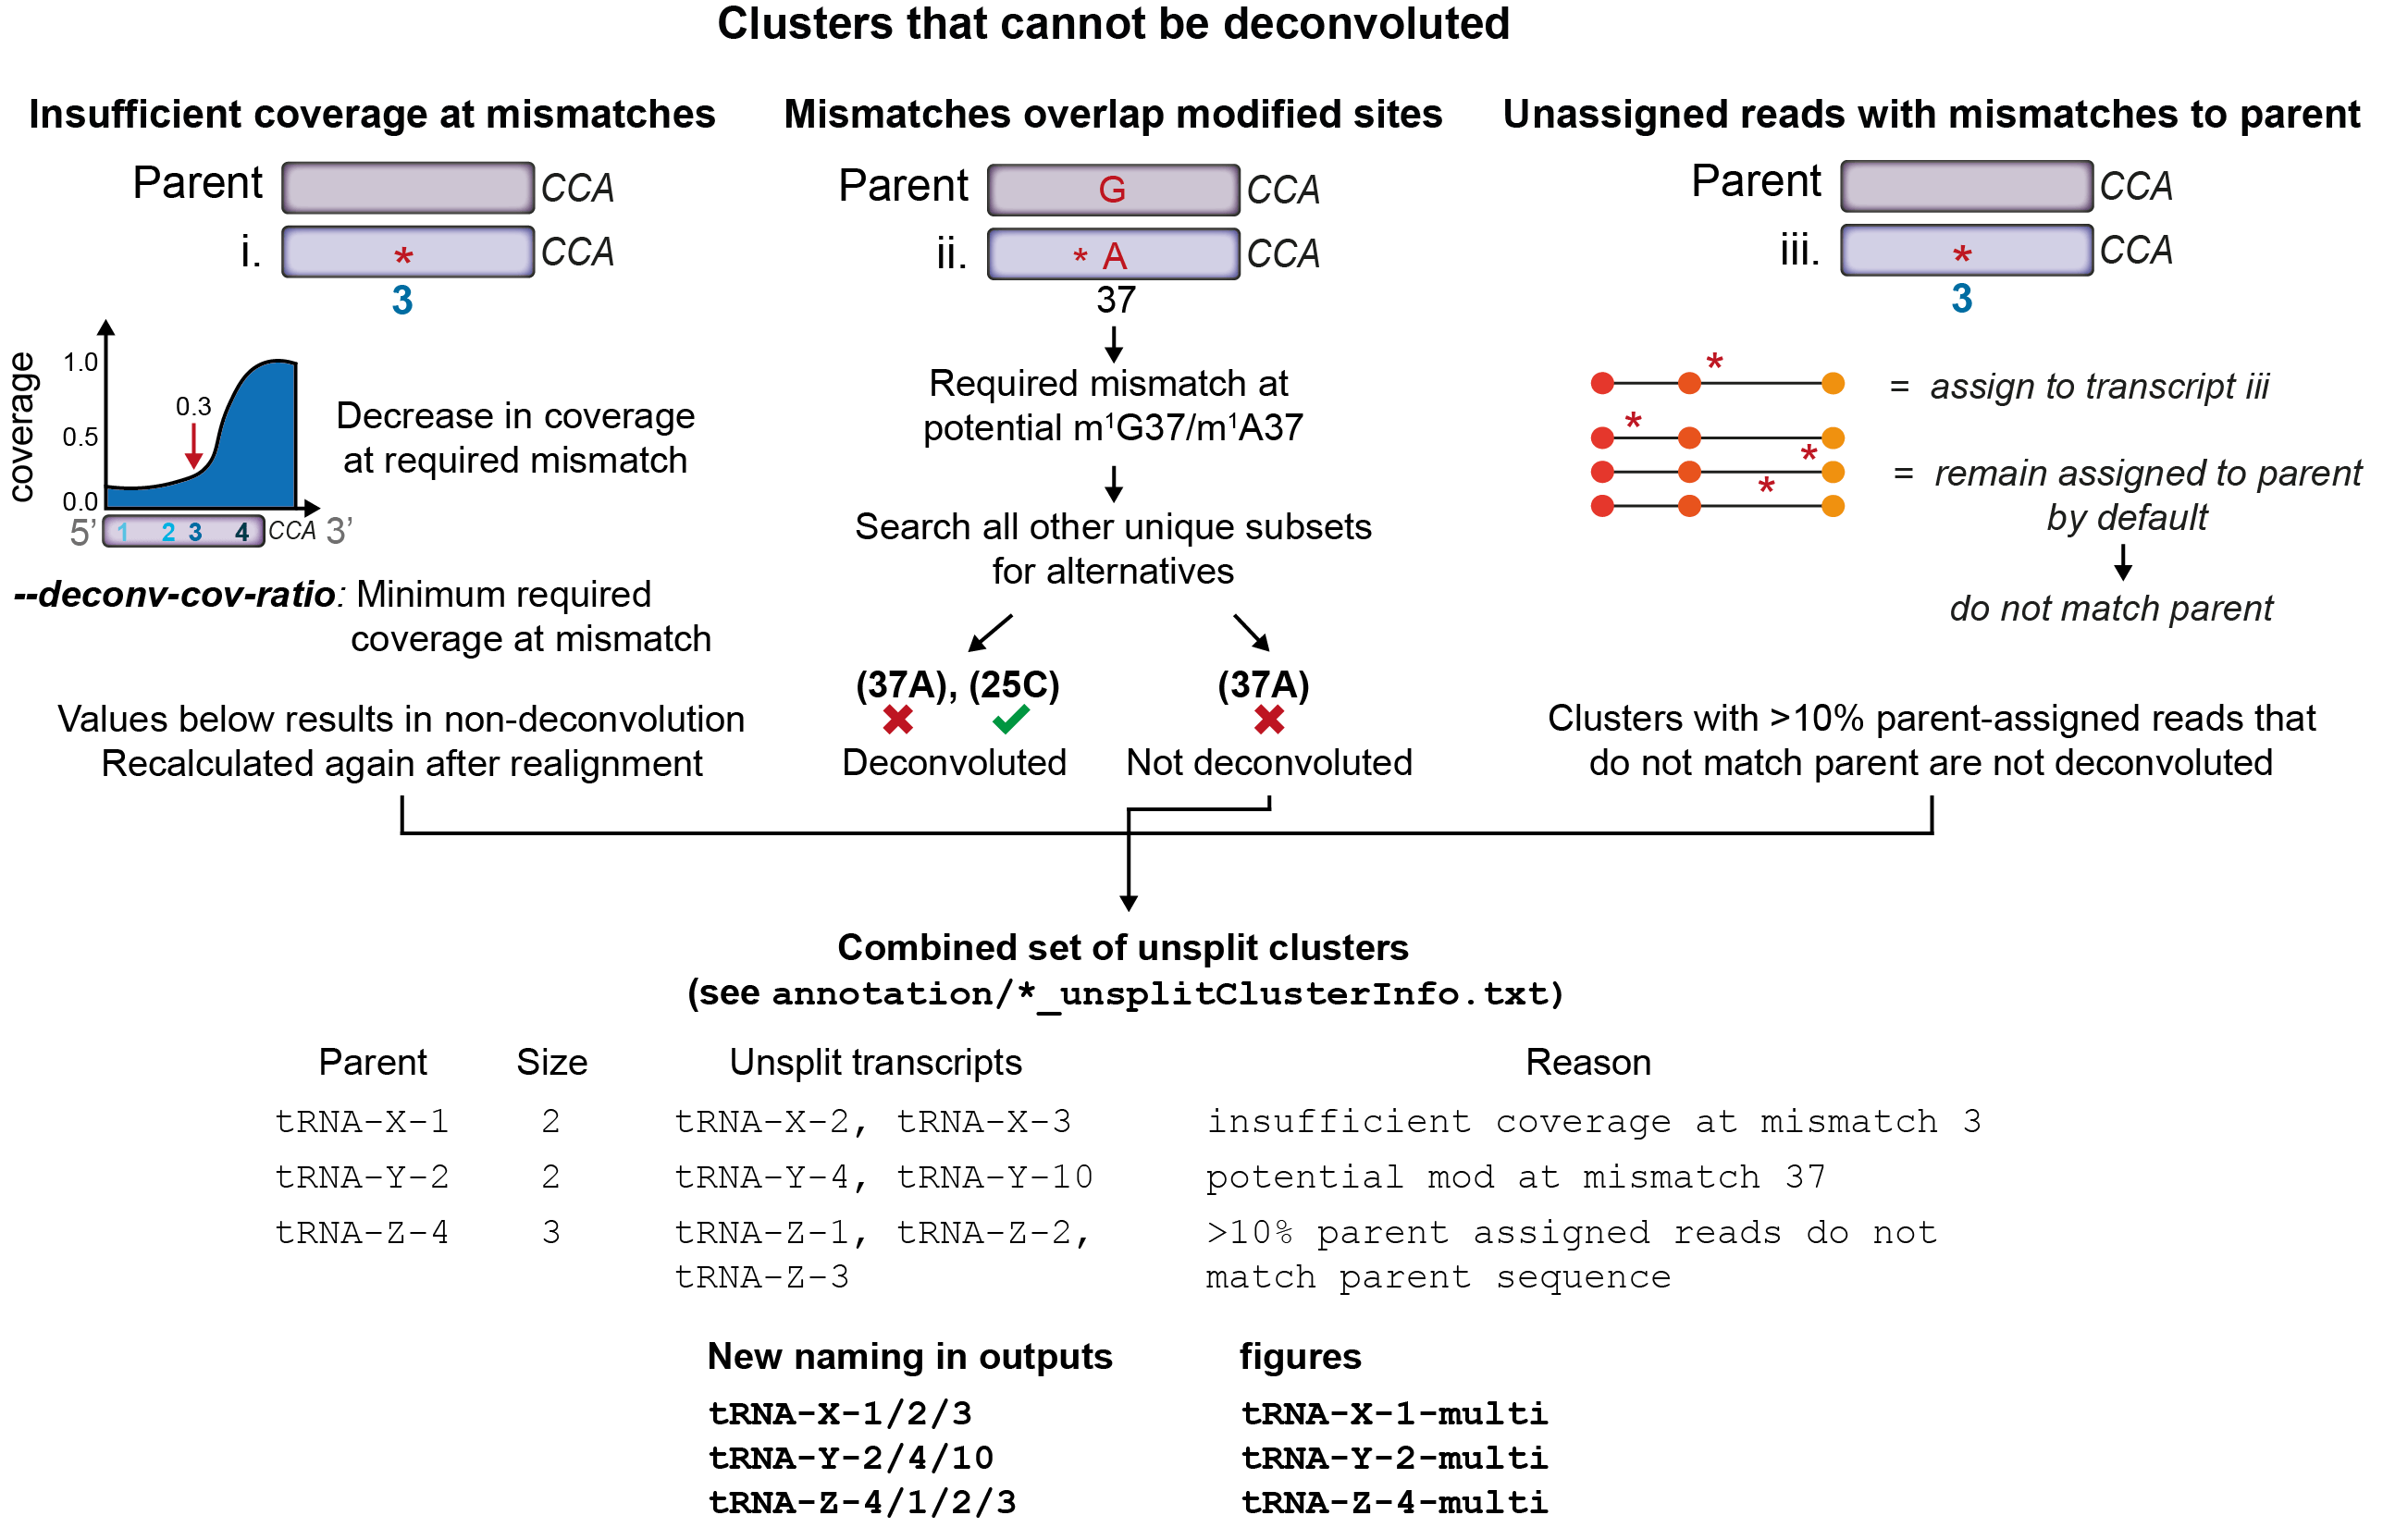 Clusters that cannot be deconvoluted
Insufficient coverage at mismatches
Parent CCA
i. * CCA
3
coverage
1.0
0.5
0.0
0.3
5’ 1 2 3 4 CCA 3’
Decrease in coverage
at required mismatch
--deconv-cov-ratio: Minimum required
coverage at mismatch
Values below results in non-deconvolution
Recalculated again after realignment
Mismatches overlap modified sites
Parent G CCA
ii. * A CCA
37
Required mismatch at
potential m¹G37/m¹A37
Search all other unique subsets
for alternatives
(37A), (25C)
Deconvoluted
(37A)
Not deconvoluted
Unassigned reads with mismatches to parent
Parent CCA
iii. * CCA
3
*
= assign to transcript iii
*
*
*
= remain assigned to parent
by default
do not match parent
Clusters with >10% parent-assigned reads that
do not match parent are not deconvoluted
Combined set of unsplit clusters
(see annotation/*_unsplitClusterInfo.txt)
Parent Size Unsplit transcripts Reason
tRNA-X-1 2 tRNA-X-2, tRNA-X-3 insufficient coverage at mismatch 3
tRNA-Y-2 2 tRNA-Y-4, tRNA-Y-10 potential mod at mismatch 37
tRNA-Z-4 3 tRNA-Z-1, tRNA-Z-2, >10% parent assigned reads do not
tRNA-Z-3 match parent sequence
New naming in outputs figures
tRNA-X-1/2/3 tRNA-X-1-multi
tRNA-Y-2/4/10 tRNA-Y-2-multi
tRNA-Z-4/1/2/3 tRNA-Z-4-multi